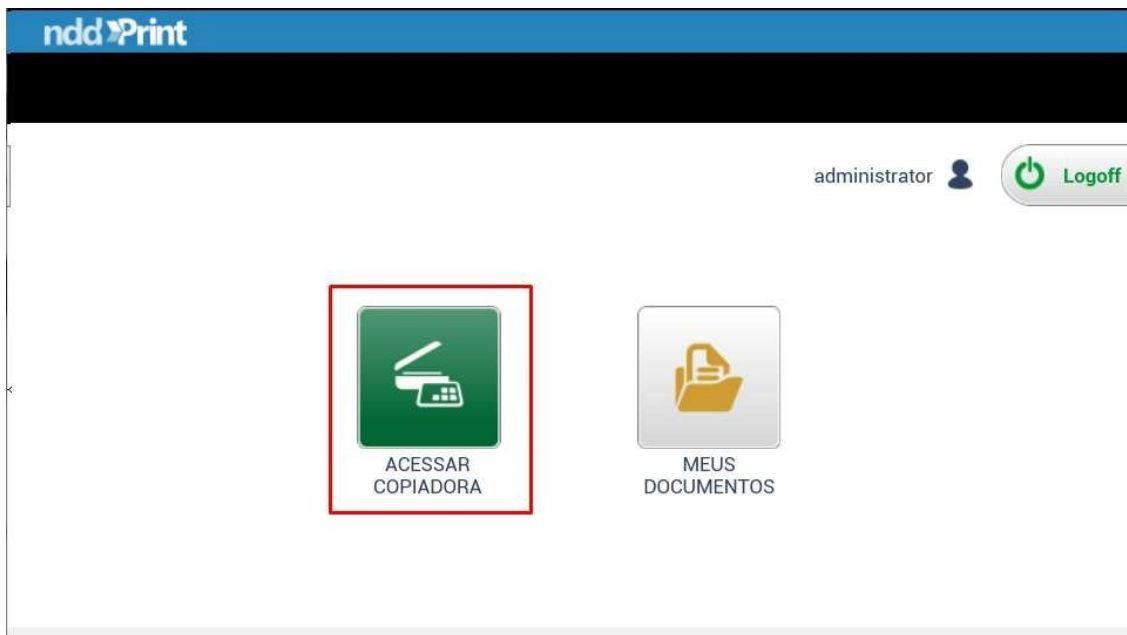 ndd Print
administrator
Logoff
ACESSAR
COPIADORA
MEUS
DOCUMENTOS